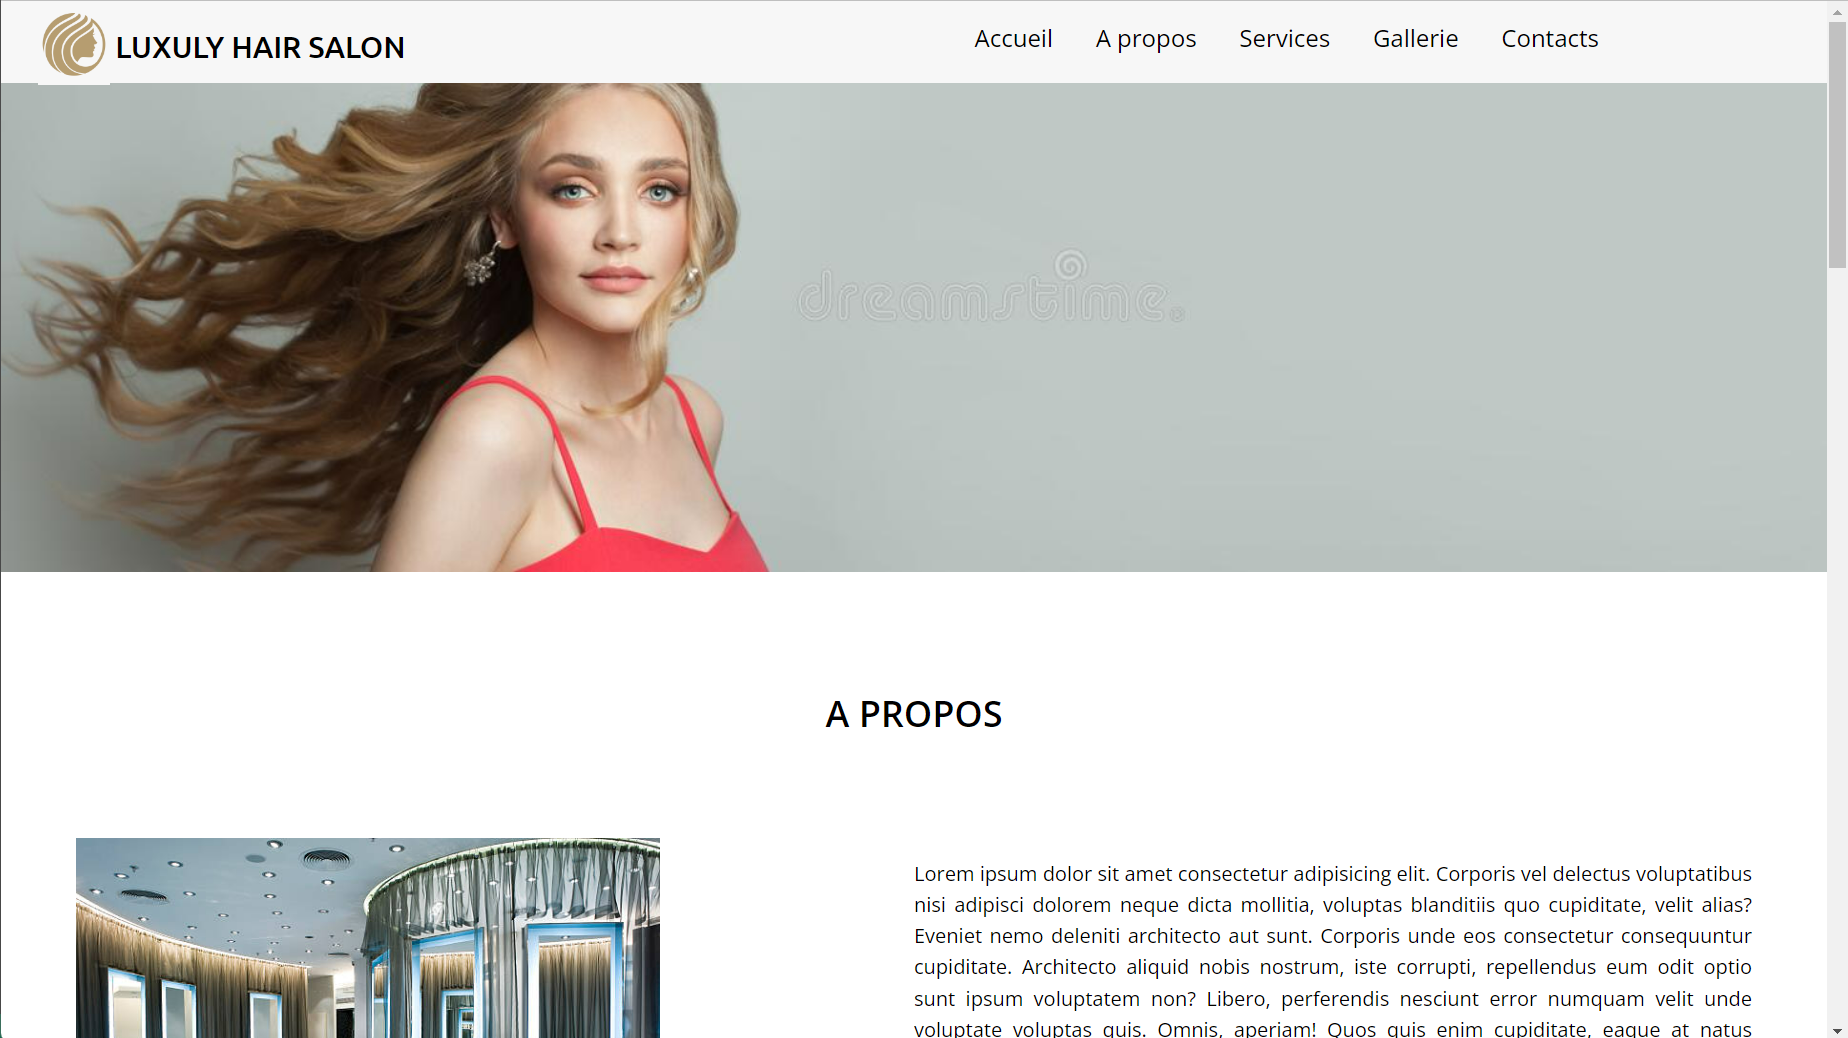 LUXULY HAIR SALON
Accueil A propos Services Gallerie Contacts
dreamstime.
A PROPOS
Lorem ipsum dolor sit amet consectetur adipisicing elit. Corporis vel delectus voluptatibus
nisi adipisci dolorem neque dicta mollitia, voluptas blanditiis quo cupiditate, velit alias?
Eveniet nemo deleniti architecto aut sunt. Corporis unde eos consectetur consequuntur
cupiditate. Architecto aliquid nobis nostrum, iste corrupti, repellendus eum odit optio
sunt ipsum voluptatem non? Libero, perferendis nesciunt error numquam velit unde
voluptate voluptas quis. Omnis, aperiam! Quos quis enim cupiditate, eaque at natus